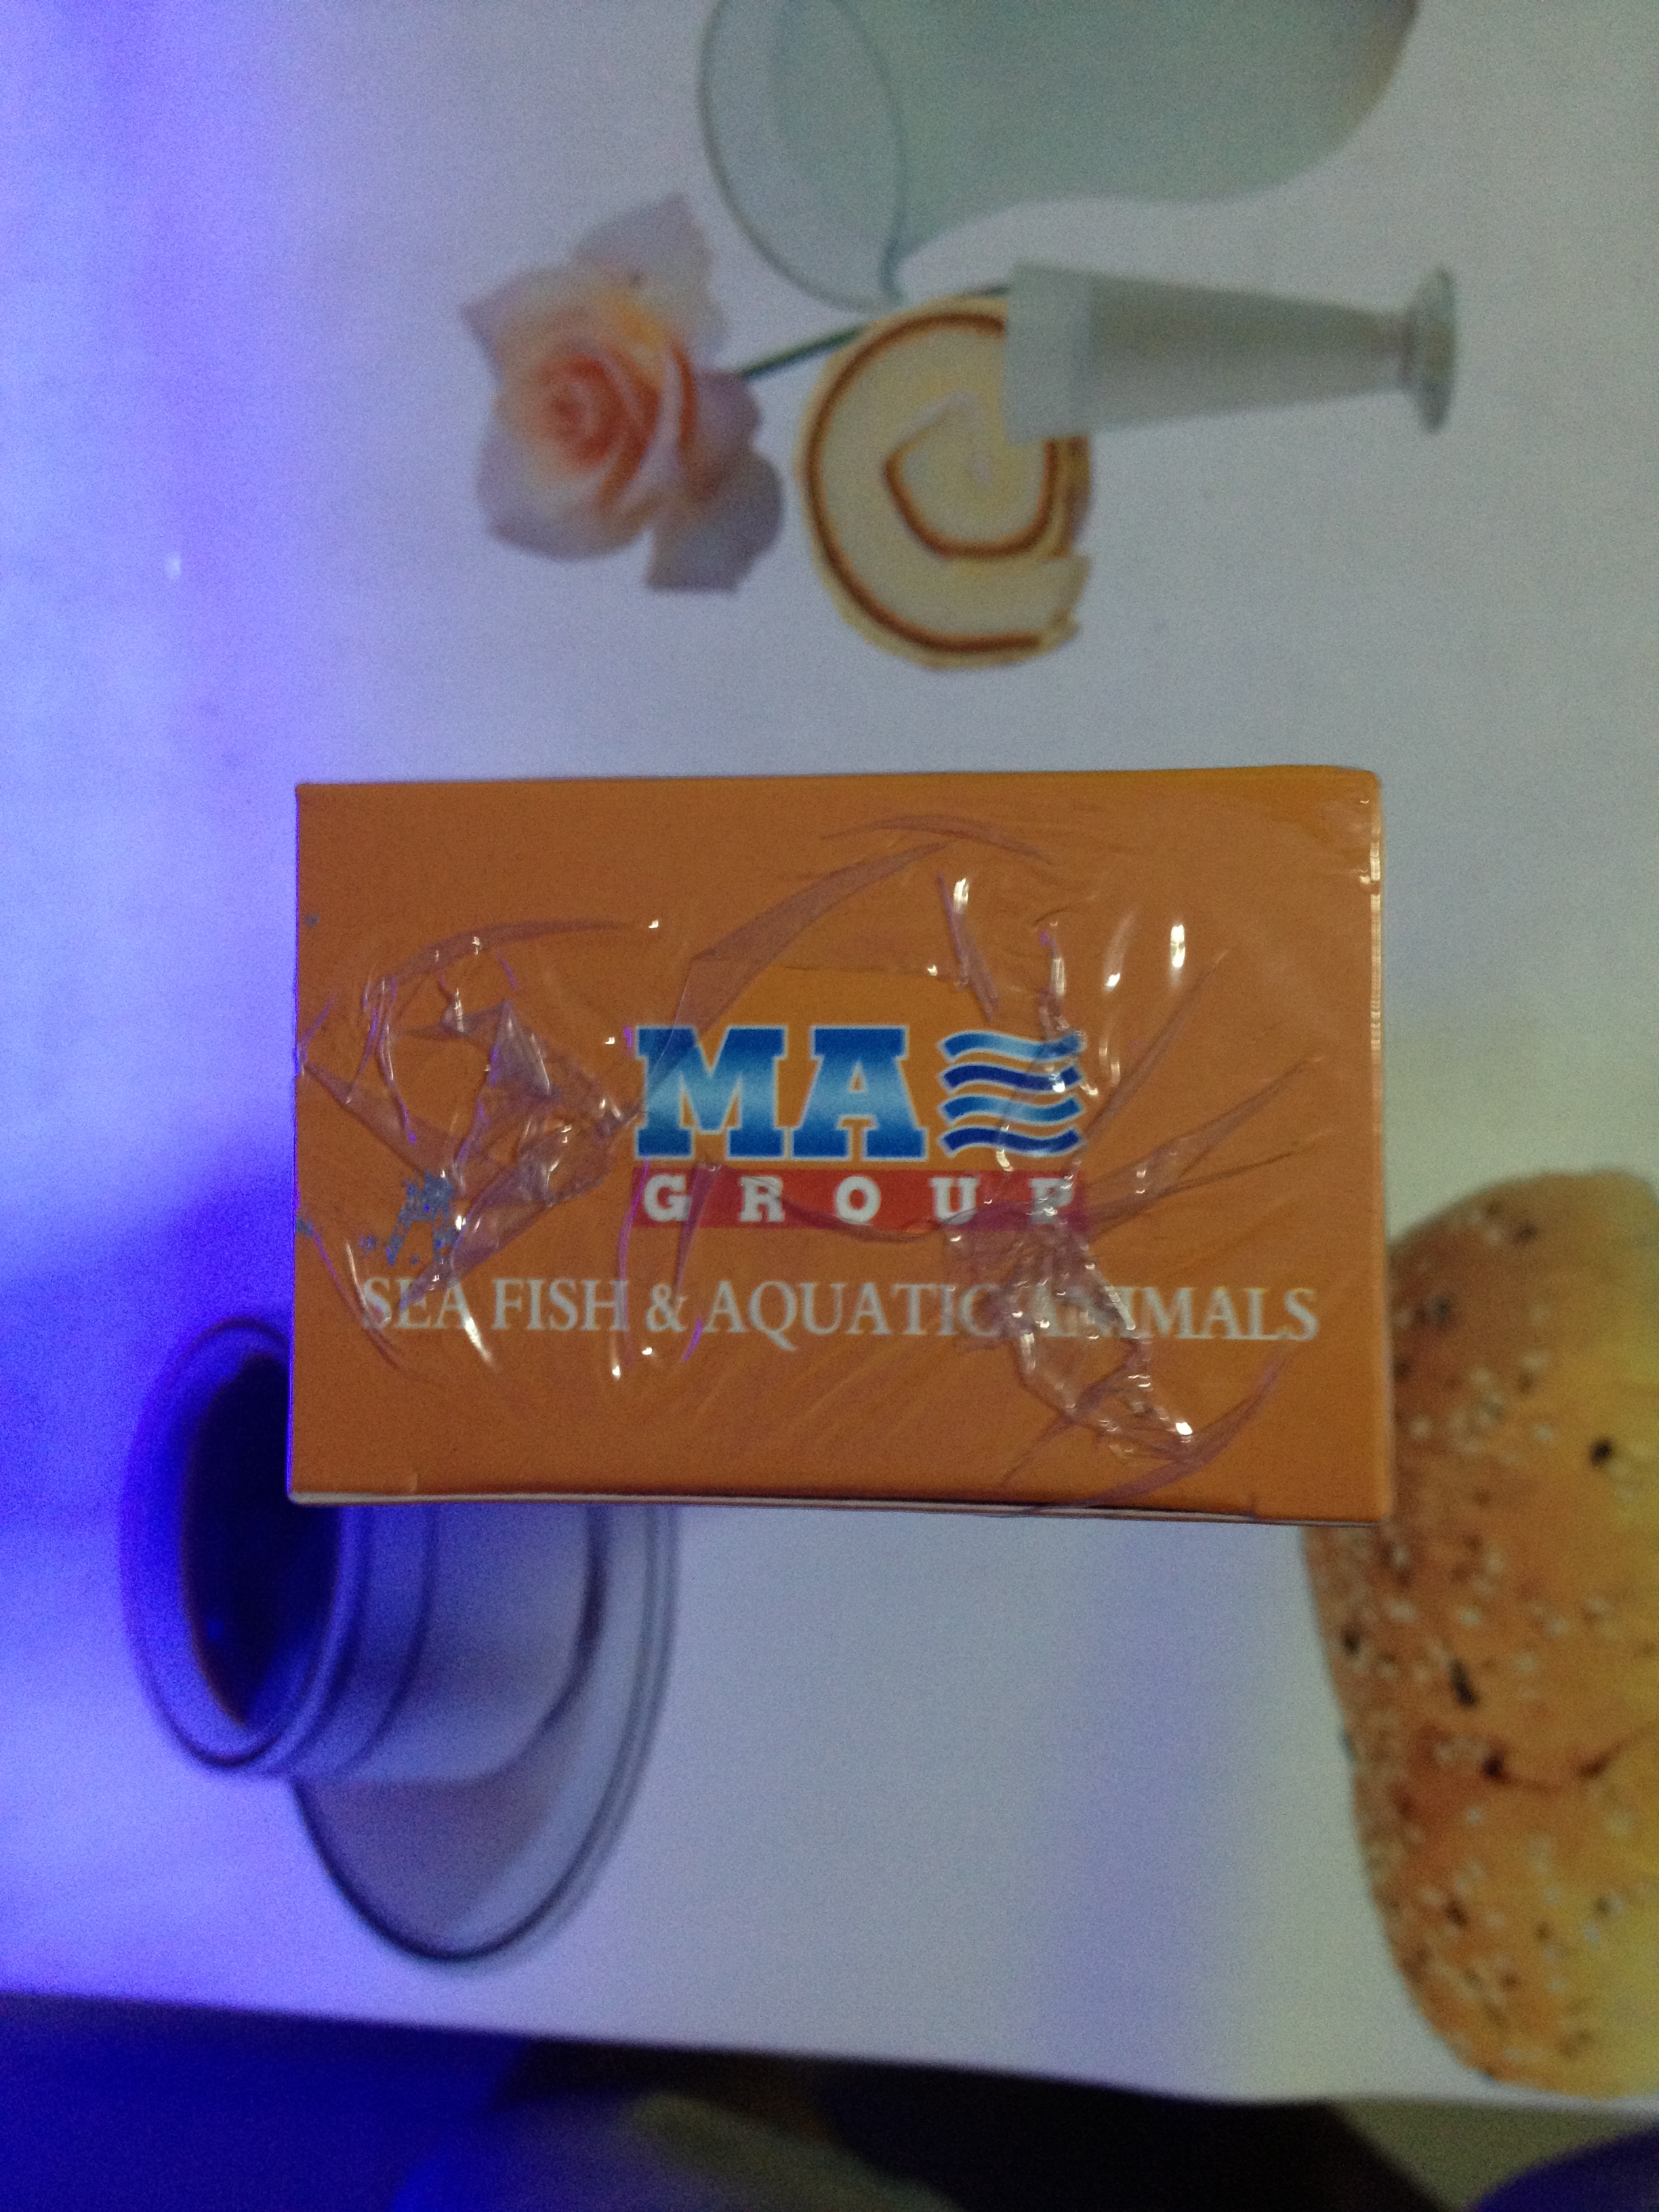 MA
GROUP
SEA FISH & AQUATIC ANIMALS